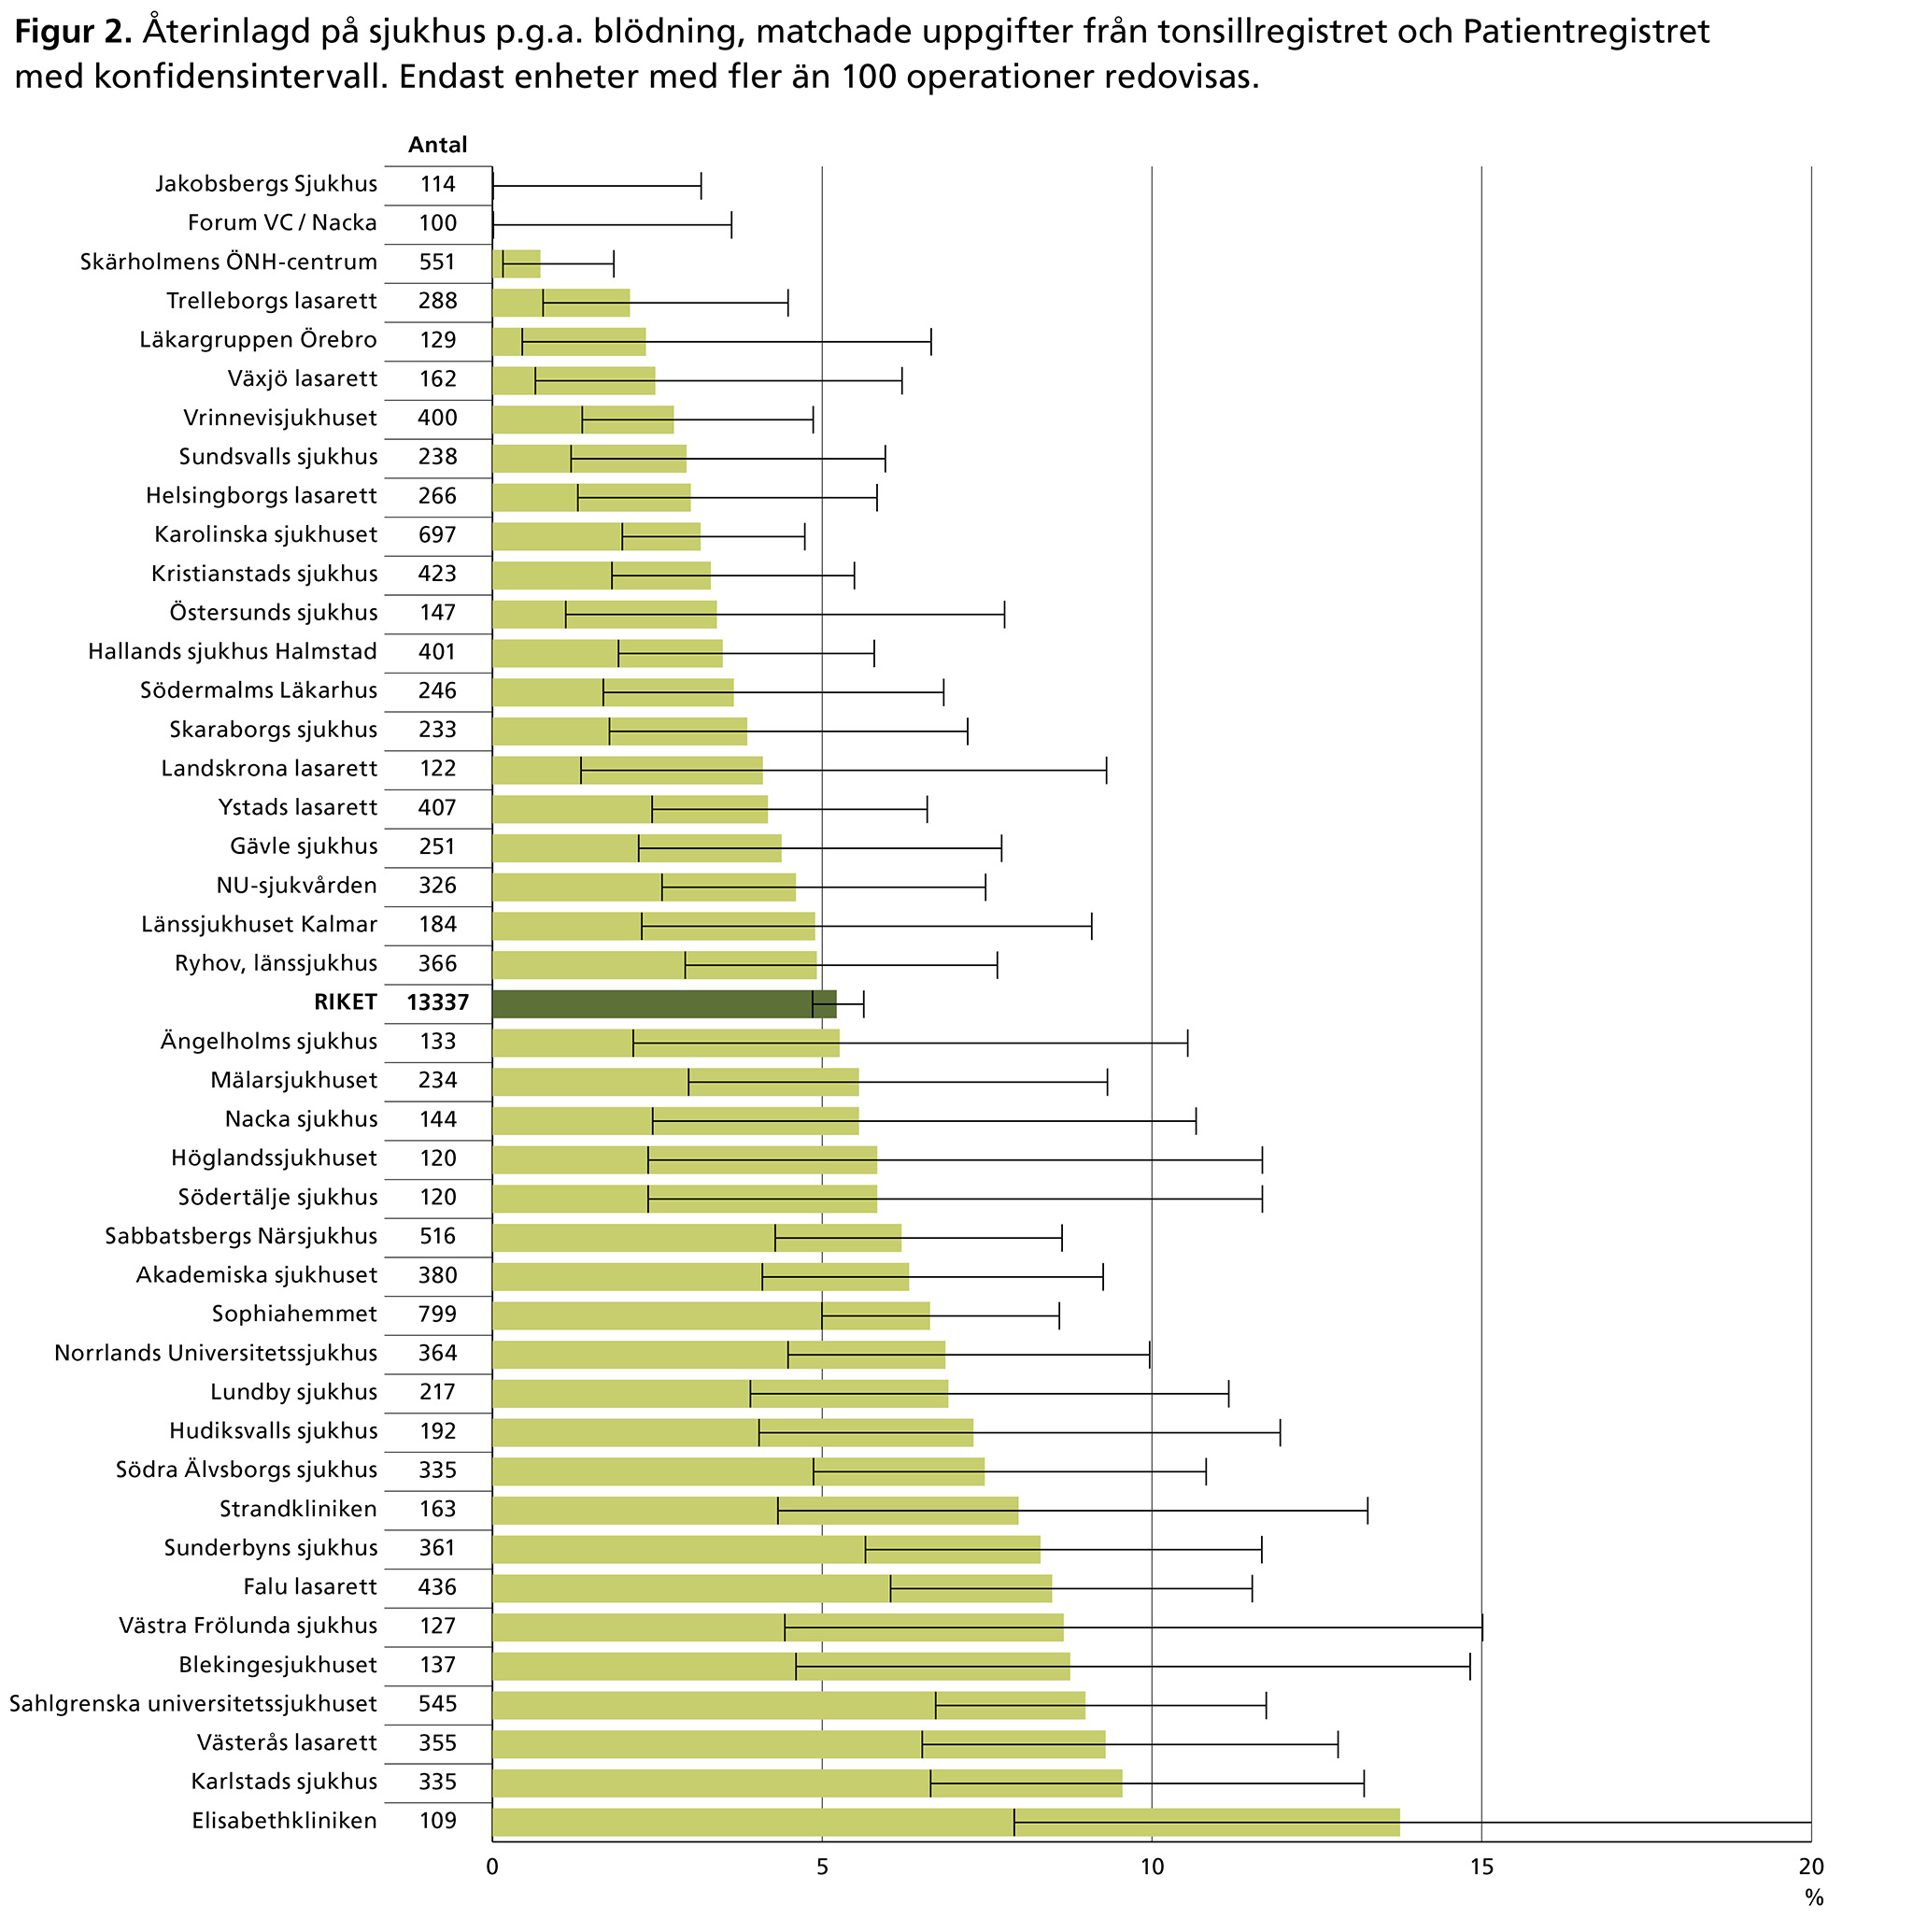 Figur 2. Återinlagd på sjukhus p.g.a. blödning, matchade uppgifter från tonsillregistret och Patientregistret
med konfidensintervall. Endast enheter med fler än 100 operationer redovisas.
Antal
Jakobsbergs Sjukhus 114
Forum VC / Nacka 100
Skärholmens ÖNH-centrum 551
Trelleborgs lasarett 288
Läkargruppen Örebro 129
Växjö lasarett 162
Vrinnevisjukhuset 400
Sundsvalls sjukhus 238
Helsingborgs lasarett 266
Karolinska sjukhuset 697
Kristianstads sjukhus 423
Östersunds sjukhus 147
Hallands sjukhus Halmstad 401
Södermalms Läkarhus 246
Skaraborgs sjukhus 233
Landskrona lasarett 122
Ystads lasarett 407
Gävle sjukhus 251
NU-sjukvården 326
Länssjukhuset Kalmar 184
Ryhov, länssjukhus 366
RIKET 13337
Ängelholms sjukhus 133
Mälarsjukhuset 234
Nacka sjukhus 144
Höglandssjukhuset 120
Södertälje sjukhus 120
Sabbatsbergs Närsjukhus 516
Akademiska sjukhuset 380
Sophiahemmet 799
Norrlands Universitetssjukhus 364
Lundby sjukhus 217
Hudiksvalls sjukhus 192
Södra Älvsborgs sjukhus 335
Strandkliniken 163
Sunderbyns sjukhus 361
Falu lasarett 436
Västra Frölunda sjukhus 127
Blekingesjukhuset 137
Sahlgrenska universitetssjukhuset 545
Västerås lasarett 355
Karlstads sjukhus 335
Elisabethkliniken 109
0 5 10 15 20
%